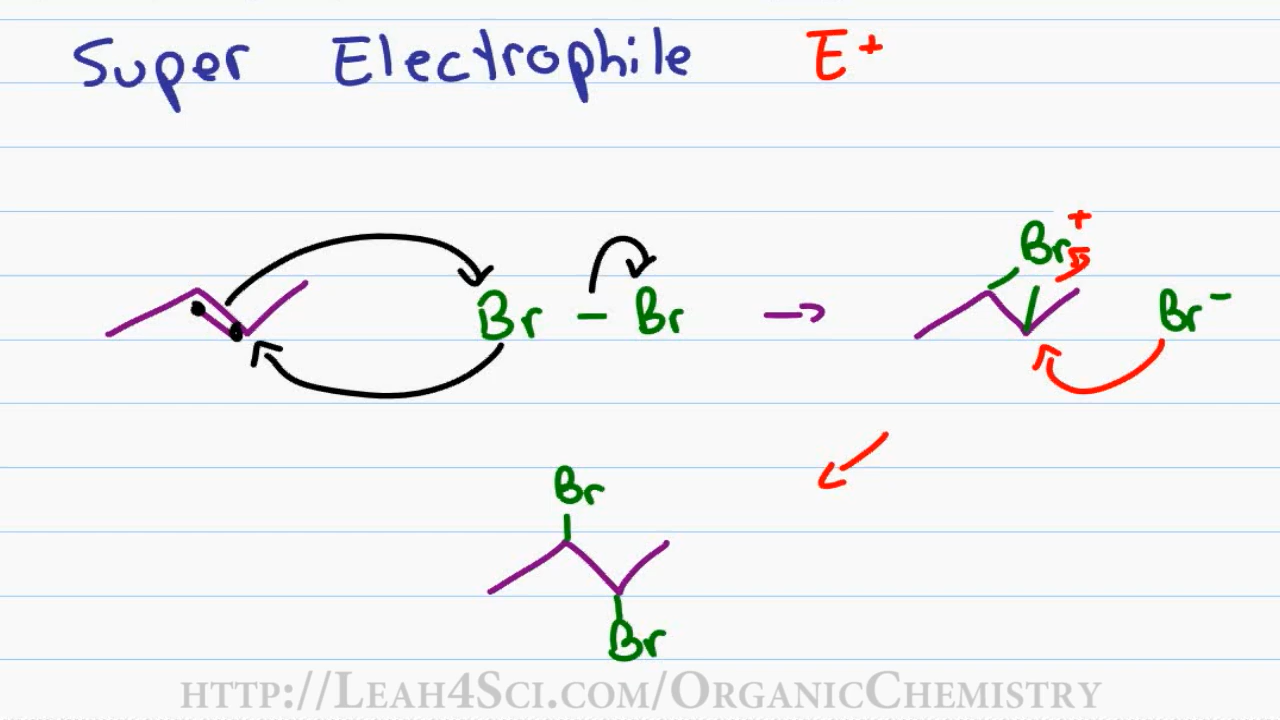 Super Electrophile E+
Br+
Br - Br → Br-
Br
Br
HTTP://LEAH4SCI.COM/ORGANICCHEMISTRY